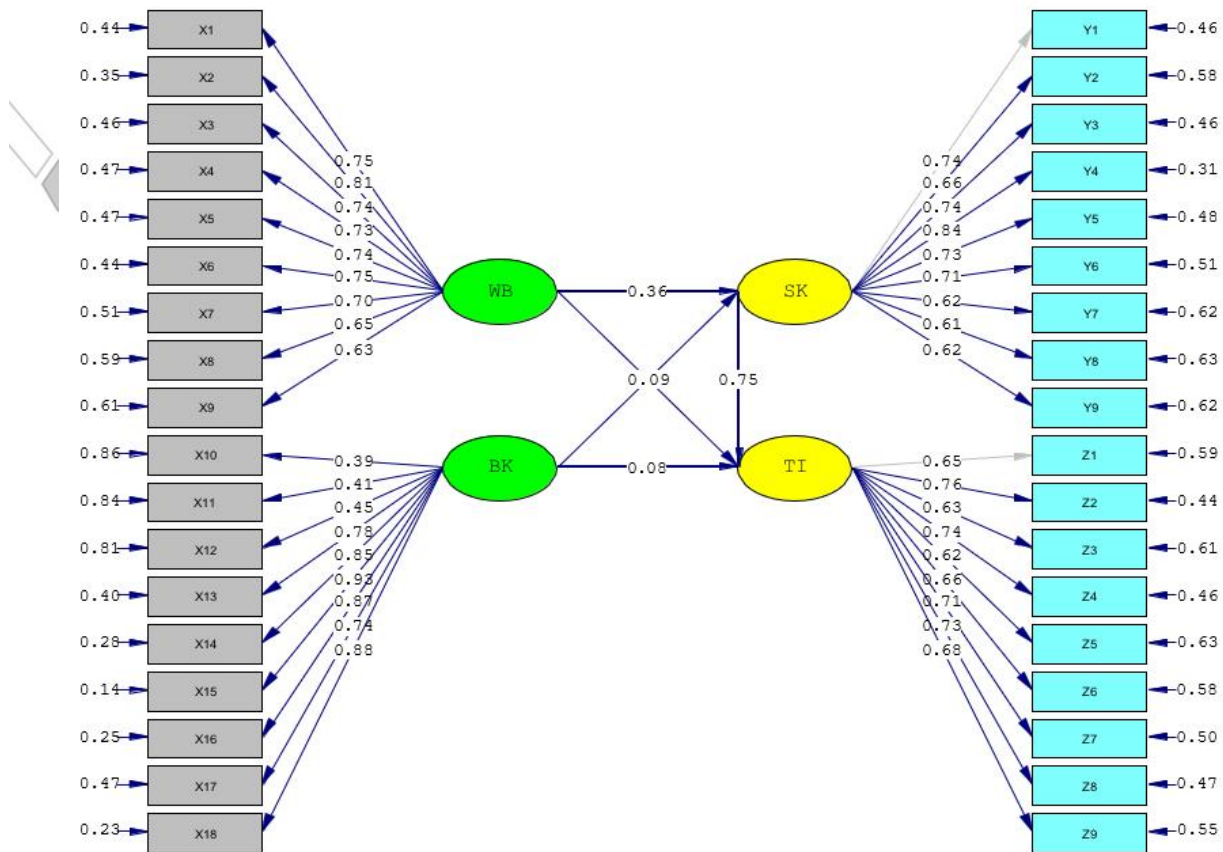 0.44 X1 Y1 0.46
0.35 X2 Y2 0.58
0.46 X3 Y3 0.46
0.47 X4 0.75 0.74 Y4 0.31
0.81 0.66
0.47 X5 0.74 0.74 Y5 0.48
0.73 0.84
0.44 X6 0.74 0.73 Y6 0.51
0.75 0.71
0.51 X7 0.70 WB 0.36 SK 0.62 Y7 0.62
0.65 0.61
0.59 X8 0.63 0.62 Y8 0.63
0.09 0.75
0.61 X9 Y9 0.62
0.86 X10 0.39 BK 0.08 TI 0.65 Z1 0.59
0.41 0.76
0.84 X11 0.45 0.63 Z2 0.44
0.78 0.74
0.81 X12 0.85 0.62 Z3 0.61
0.93 0.66
0.40 X13 0.87 0.71 Z4 0.46
0.74 0.73
0.28 X14 0.88 0.68 Z5 0.63
0.14 X15 Z6 0.58
0.25 X16 Z7 0.50
0.47 X17 Z8 0.47
0.23 X18 Z9 0.55